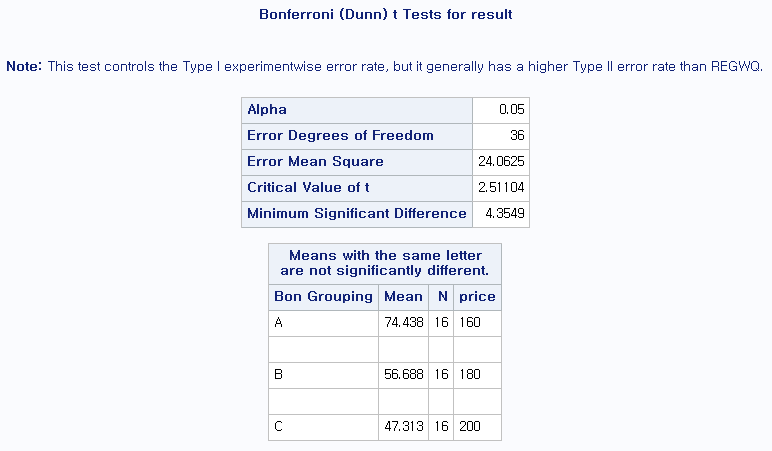 Bonferroni (Dunn) t Tests for result
Note: This test controls the Type I experimentwise error rate, but it generally has a higher Type II error rate than REGWQ.
Alpha 0.05
Error Degrees of Freedom 36
Error Mean Square 24.0625
Critical Value of t 2.51104
Minimum Significant Difference 4.3549
Means with the same letter
are not significantly different.
Bon Grouping Mean N price
A 74.438 16 160
B 56.688 16 180
C 47.313 16 200